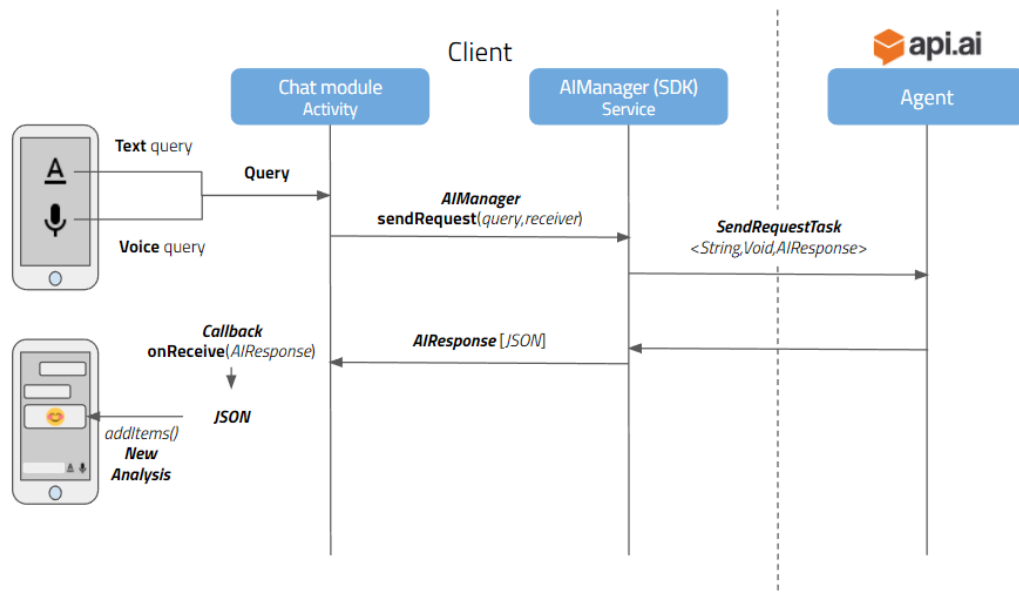 Client
api.ai
Chat module
Activity
AIManager (SDK)
Service
Agent
A
Text query
Query
Voice query
AIManager
sendRequest(query,receiver)
SendRequestTask
<String,Void,AIResponse>
Callback
onReceive(AIResponse)
AIResponse [JSON]
JSON
addItems()
New
Analysis
A